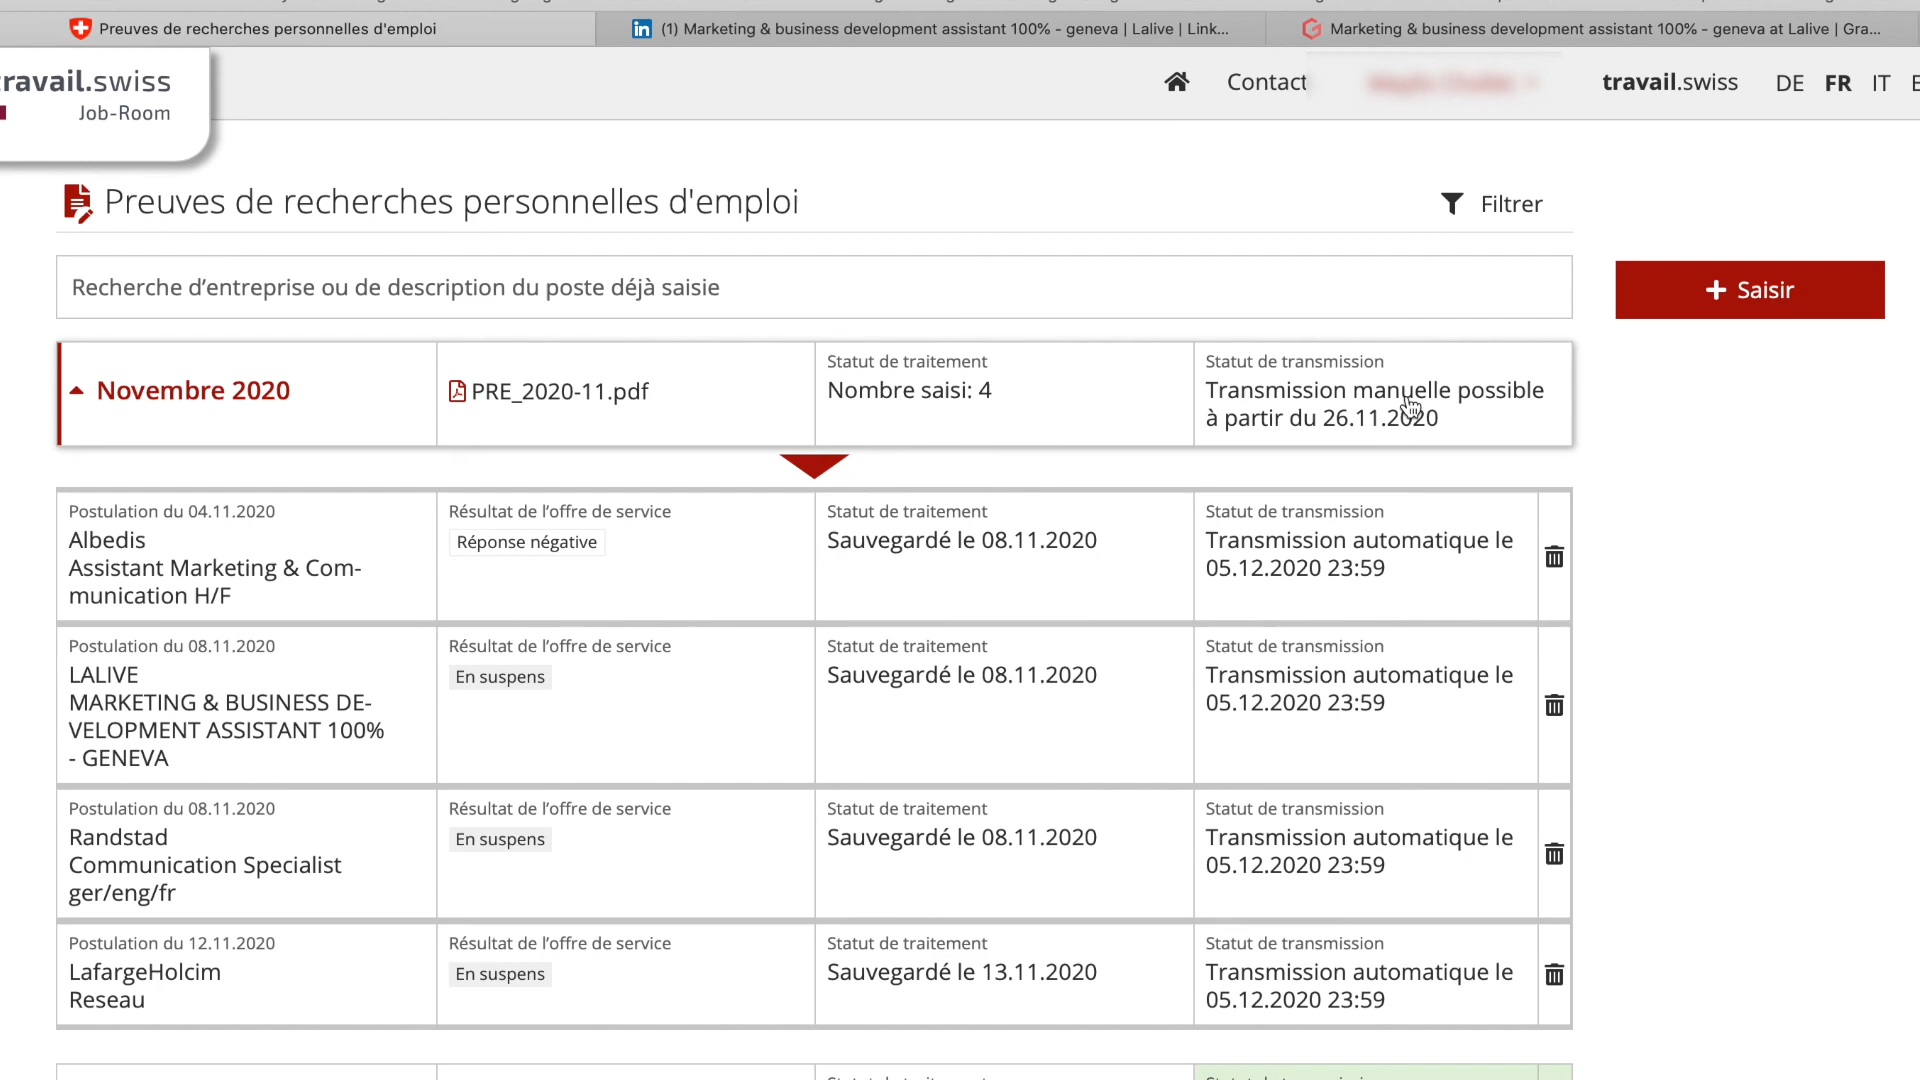 Preuves de recherches personnelles d'emploi
(1) Marketing & business development assistant 100% - geneva | Lalive | Link...
Marketing & business development assistant 100% - geneva at Lalive | Gra...
travail.swiss
Job-Room
Contact
travail.swiss
DE FR IT
Preuves de recherches personnelles d'emploi
Filtrer
Recherche d’entreprise ou de description du poste déjà saisie
Saisir
Novembre 2020
PRE_2020-11.pdf
Statut de traitement
Nombre saisi: 4
Statut de transmission
Transmission manuelle possible
à partir du 26.11.2020
Postulation du 04.11.2020
Albedis
Assistant Marketing & Com-
munication H/F
Résultat de l’offre de service
Réponse négative
Statut de traitement
Sauvegardé le 08.11.2020
Statut de transmission
Transmission automatique le
05.12.2020 23:59
Postulation du 08.11.2020
LALIVE
MARKETING & BUSINESS DE-
VELOPMENT ASSISTANT 100%
- GENEVA
Résultat de l’offre de service
En suspens
Statut de traitement
Sauvegardé le 08.11.2020
Statut de transmission
Transmission automatique le
05.12.2020 23:59
Postulation du 08.11.2020
Randstad
Communication Specialist
ger/eng/fr
Résultat de l’offre de service
En suspens
Statut de traitement
Sauvegardé le 08.11.2020
Statut de transmission
Transmission automatique le
05.12.2020 23:59
Postulation du 12.11.2020
LafargeHolcim
Reseau
Résultat de l’offre de service
En suspens
Statut de traitement
Sauvegardé le 13.11.2020
Statut de transmission
Transmission automatique le
05.12.2020 23:59